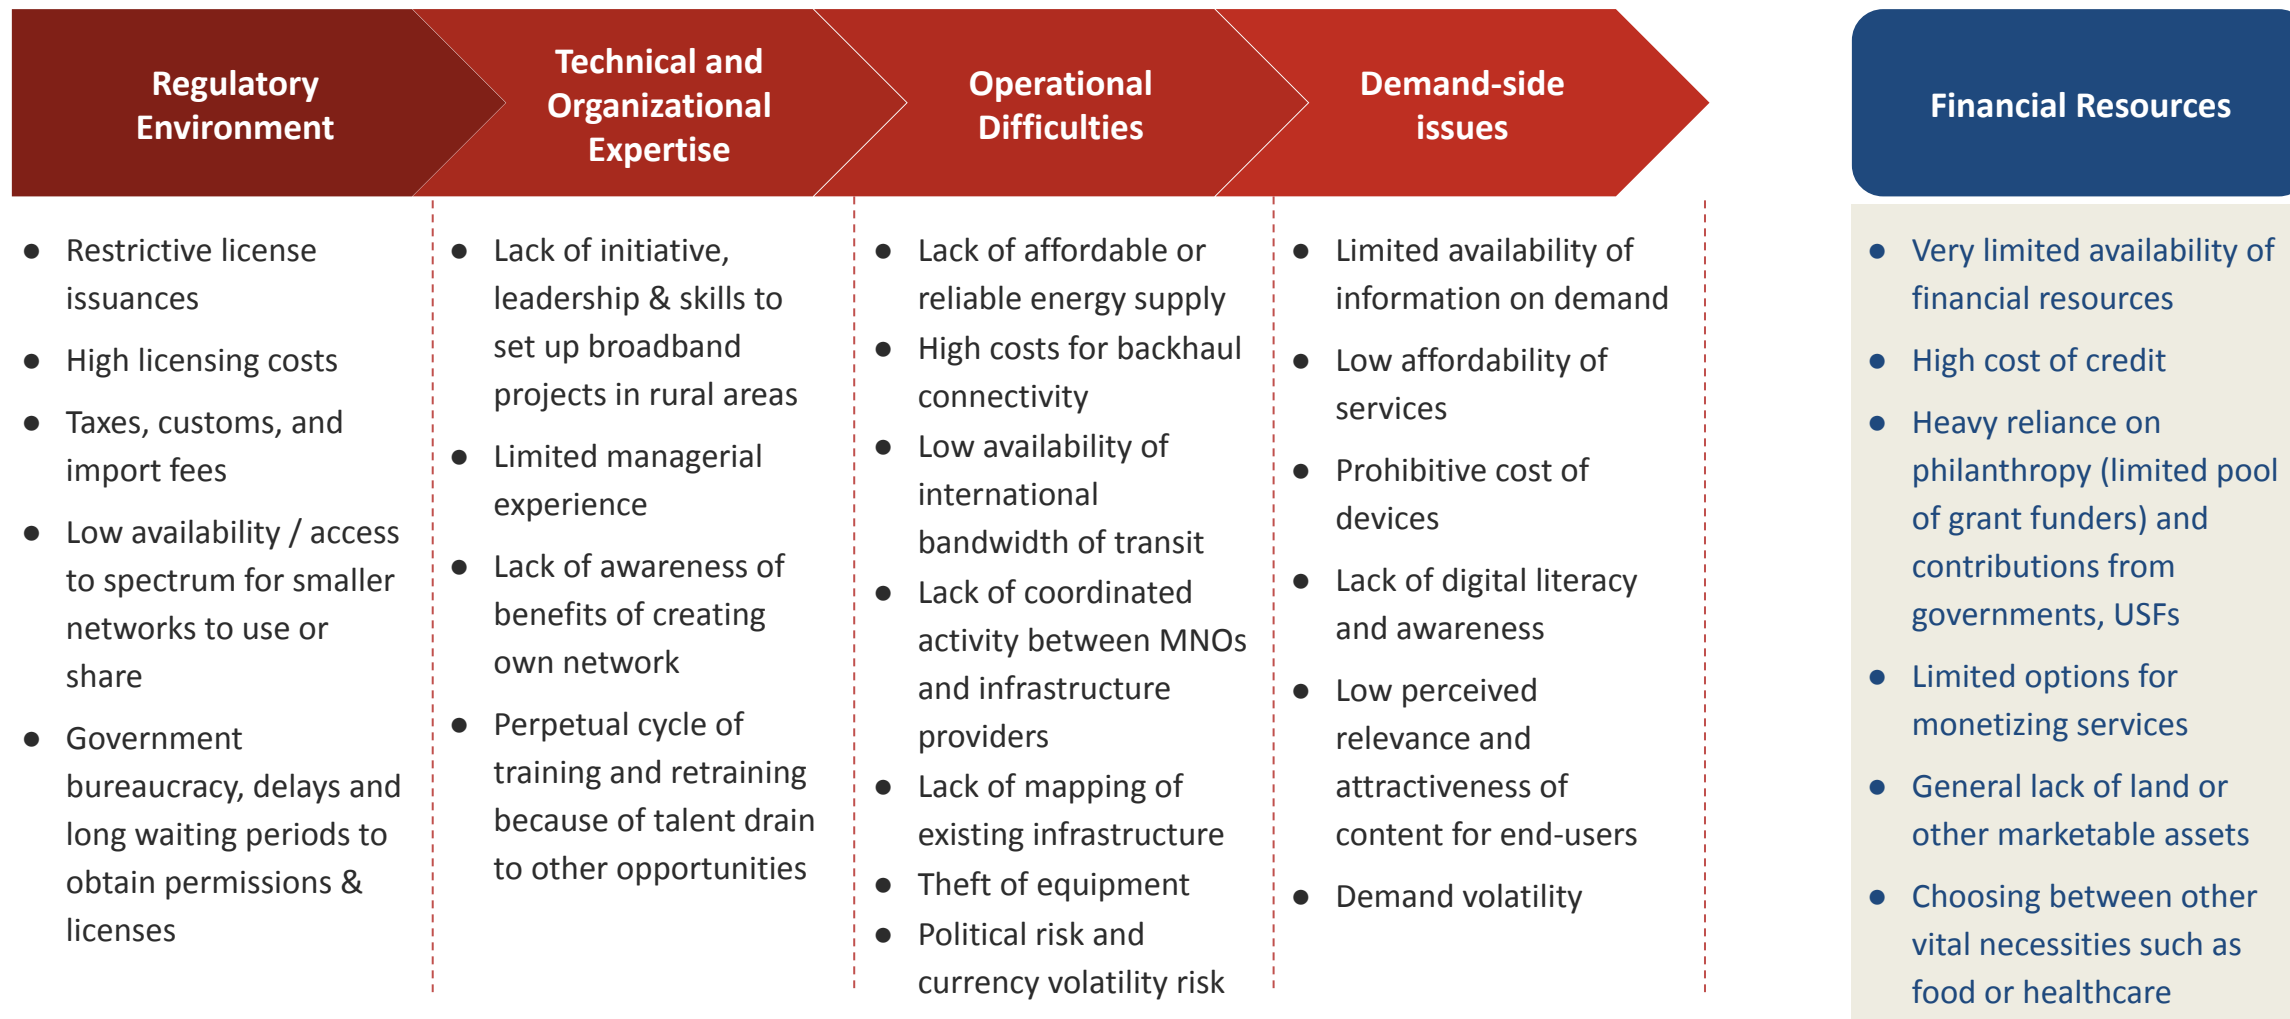 Regulatory
Environment
Technical and
Organizational
Expertise
Operational
Difficulties
Demand-side
issues
Financial Resources
● Restrictive license
issuances
● High licensing costs
● Taxes, customs, and
import fees
● Low availability / access
to spectrum for smaller
networks to use or
share
● Government
bureaucracy, delays and
long waiting periods to
obtain permissions &
licenses
● Lack of initiative,
leadership & skills to
set up broadband
projects in rural areas
● Limited managerial
experience
● Lack of awareness of
benefits of creating
own network
● Perpetual cycle of
training and retraining
because of talent drain
to other opportunities
● Lack of affordable or
reliable energy supply
● High costs for backhaul
connectivity
● Low availability of
international
bandwidth of transit
● Lack of coordinated
activity between MNOs
and infrastructure
providers
● Lack of mapping of
existing infrastructure
● Theft of equipment
● Political risk and
currency volatility risk
● Limited availability of
information on demand
● Low affordability of
services
● Prohibitive cost of
devices
● Lack of digital literacy
and awareness
● Low perceived
relevance and
attractiveness of
content for end-users
● Demand volatility
● Very limited availability of
financial resources
● High cost of credit
● Heavy reliance on
philanthropy (limited pool
of grant funders) and
contributions from
governments, USFs
● Limited options for
monetizing services
● General lack of land or
other marketable assets
● Choosing between other
vital necessities such as
food or healthcare